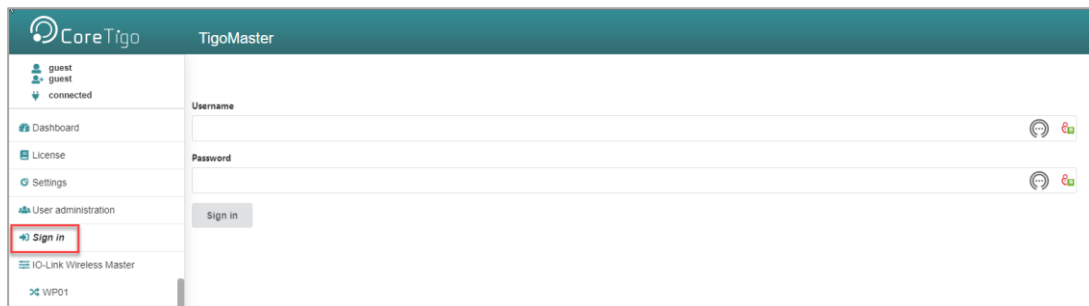 CoreTigo
TigoMaster
guest
guest
connected
Dashboard
License
Settings
User administration
Sign in
IO-Link Wireless Master
WP01
Username
Password
Sign in